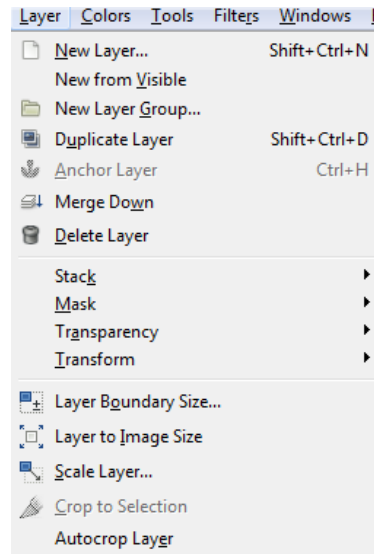 Layer Colors Tools Filters Windows
New Layer... Shift+Ctrl+N
New from Visible
New Layer Group...
Duplicate Layer Shift+Ctrl+D
Anchor Layer Ctrl+H
Merge Down
Delete Layer
Stack
Mask
Transparency
Transform
Layer Boundary Size...
Layer to Image Size
Scale Layer...
Crop to Selection
Autocrop Layer